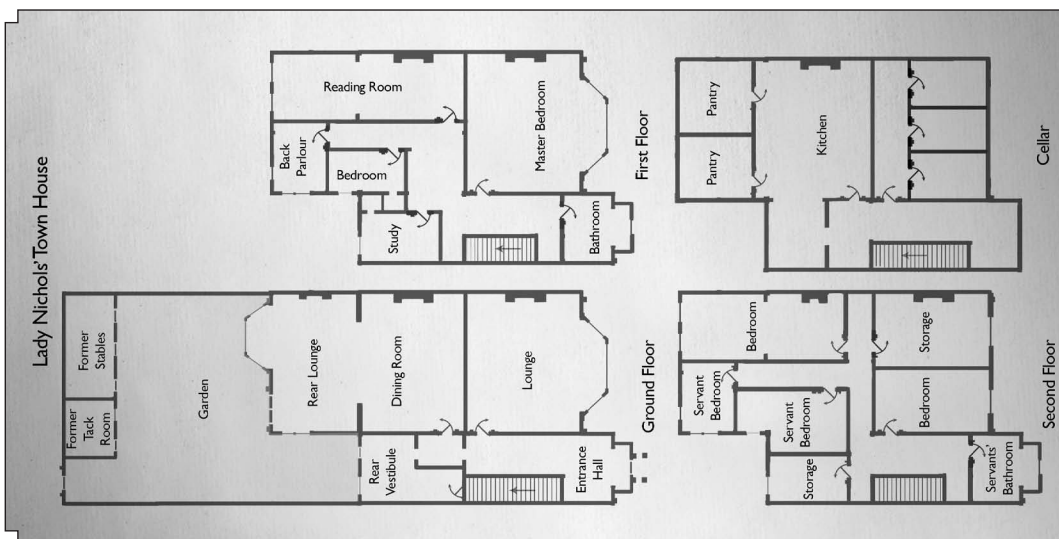 Lady Nichols' Town House
Former
Stables
Former
Tack
Room
Garden
Rear Lounge
Dining Room
Lounge
Rear
Vestibule
Entrance
Hall
Ground Floor
Reading Room
Back
Parlour
Bedroom
Study
Master Bedroom
Bathroom
First Floor
Bedroom
Servant
Bedroom
Servant
Bedroom
Storage
Storage
Bedroom
Servants'
Bathroom
Second Floor
Pantry
Pantry
Kitchen
Cellar